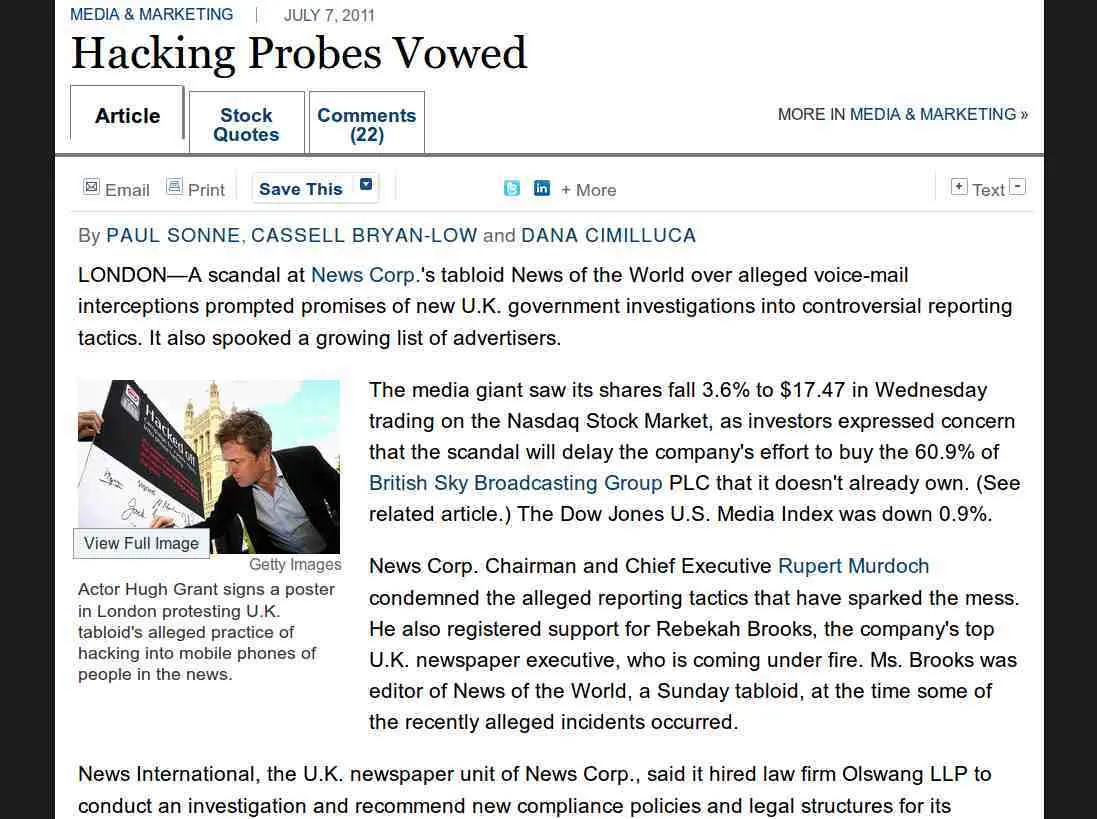 MEDIA & MARKETING | JULY 7, 2011
Hacking Probes Vowed
Article
Stock
Quotes
Comments
(22)
MORE IN MEDIA & MARKETING »
Email Print Save This in + More + Text -
By PAUL SONNE, CASSELL BRYAN-LOW and DANA CIMILLUCA
LONDON—A scandal at News Corp.'s tabloid News of the World over alleged voice-mail
interceptions prompted promises of new U.K. government investigations into controversial reporting
tactics. It also spooked a growing list of advertisers.
Hacked off
View Full Image
Getty Images
Actor Hugh Grant signs a poster
in London protesting U.K.
tabloid's alleged practice of
hacking into mobile phones of
people in the news.
The media giant saw its shares fall 3.6% to $17.47 in Wednesday
trading on the Nasdaq Stock Market, as investors expressed concern
that the scandal will delay the company's effort to buy the 60.9% of
British Sky Broadcasting Group PLC that it doesn't already own. (See
related article.) The Dow Jones U.S. Media Index was down 0.9%.
News Corp. Chairman and Chief Executive Rupert Murdoch
condemned the alleged reporting tactics that have sparked the mess.
He also registered support for Rebekah Brooks, the company's top
U.K. newspaper executive, who is coming under fire. Ms. Brooks was
editor of News of the World, a Sunday tabloid, at the time some of
the recently alleged incidents occurred.
News International, the U.K. newspaper unit of News Corp., said it hired law firm Olswang LLP to
conduct an investigation and recommend new compliance policies and legal structures for its